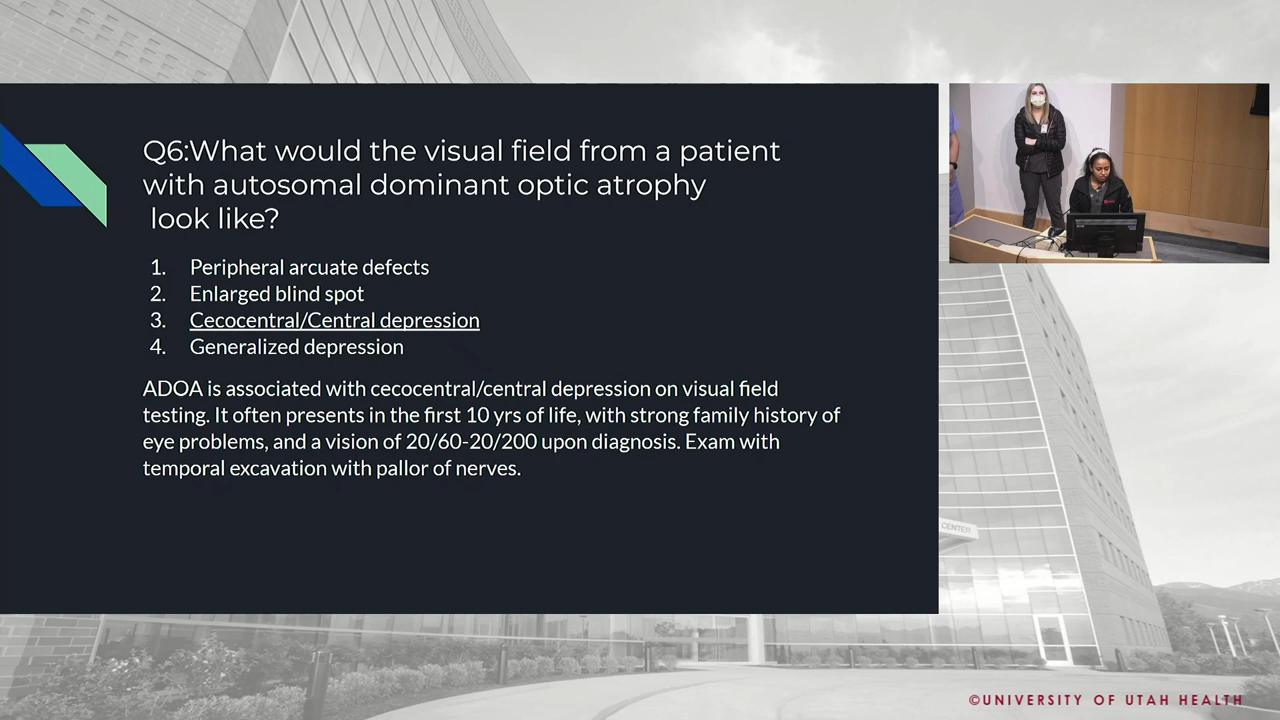 Q6:What would the visual field from a patient
with autosomal dominant optic atrophy
look like?
1. Peripheral arcuate defects
2. Enlarged blind spot
3. Cecocentral/Central depression
4. Generalized depression
ADOA is associated with cecocentral/central depression on visual field
testing. It often presents in the first 10 yrs of life, with strong family history of
eye problems, and a vision of 20/60-20/200 upon diagnosis. Exam with
temporal excavation with pallor of nerves.
CENTER
©UNIVERSITY OF UTAH HEALTH